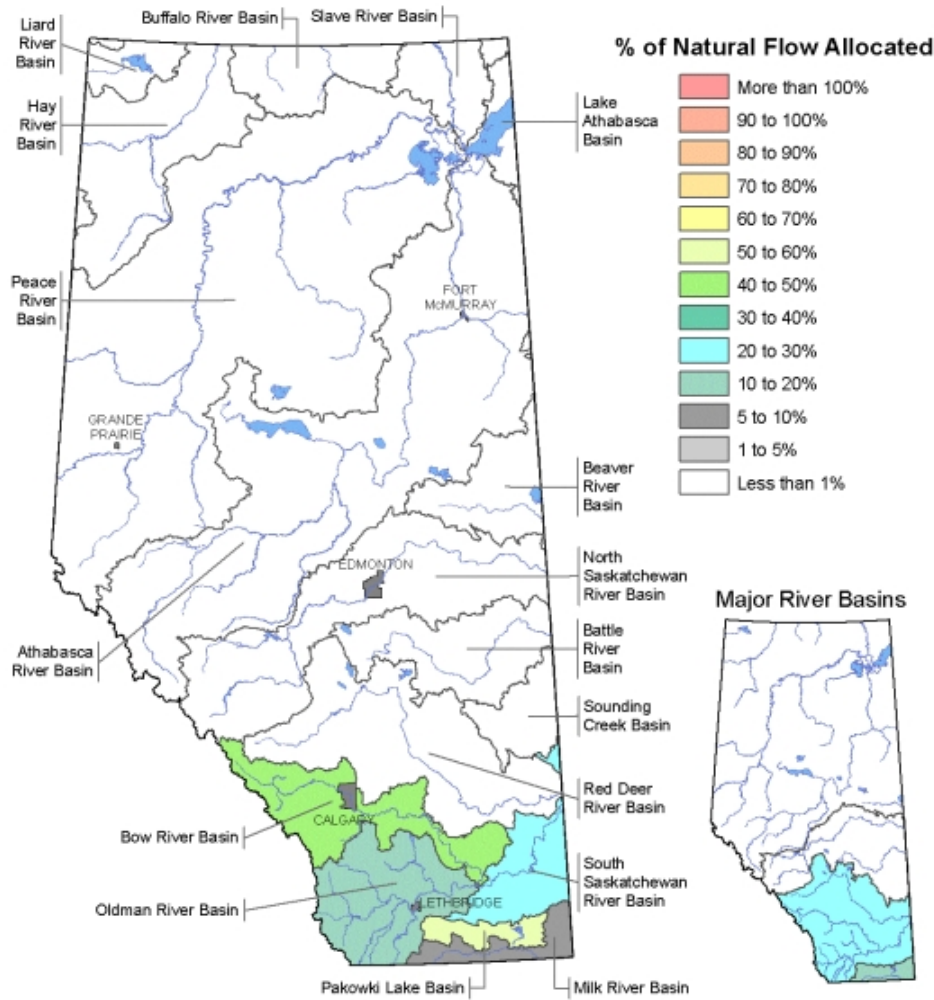 Liard
River
Basin
Buffalo River Basin
Slave River Basin
Hay
River
Basin
Lake
Athabasca
Basin
Peace
River
Basin
FORT
McMURRAY
GRANDE
PRAIRIE
Beaver
River
Basin
EDMONTON
North
Saskatchewan
River Basin
Athabasca
River Basin
Battle
River
Basin
Sounding
Creek Basin
Red Deer
River Basin
CALGARY
Bow River Basin
South
Saskatchewan
River Basin
LETHBRIDGE
Oldman River Basin
Pakowki Lake Basin
Milk River Basin
% of Natural Flow Allocated
More than 100%
90 to 100%
80 to 90%
70 to 80%
60 to 70%
50 to 60%
40 to 50%
30 to 40%
20 to 30%
10 to 20%
5 to 10%
1 to 5%
Less than 1%
Major River Basins